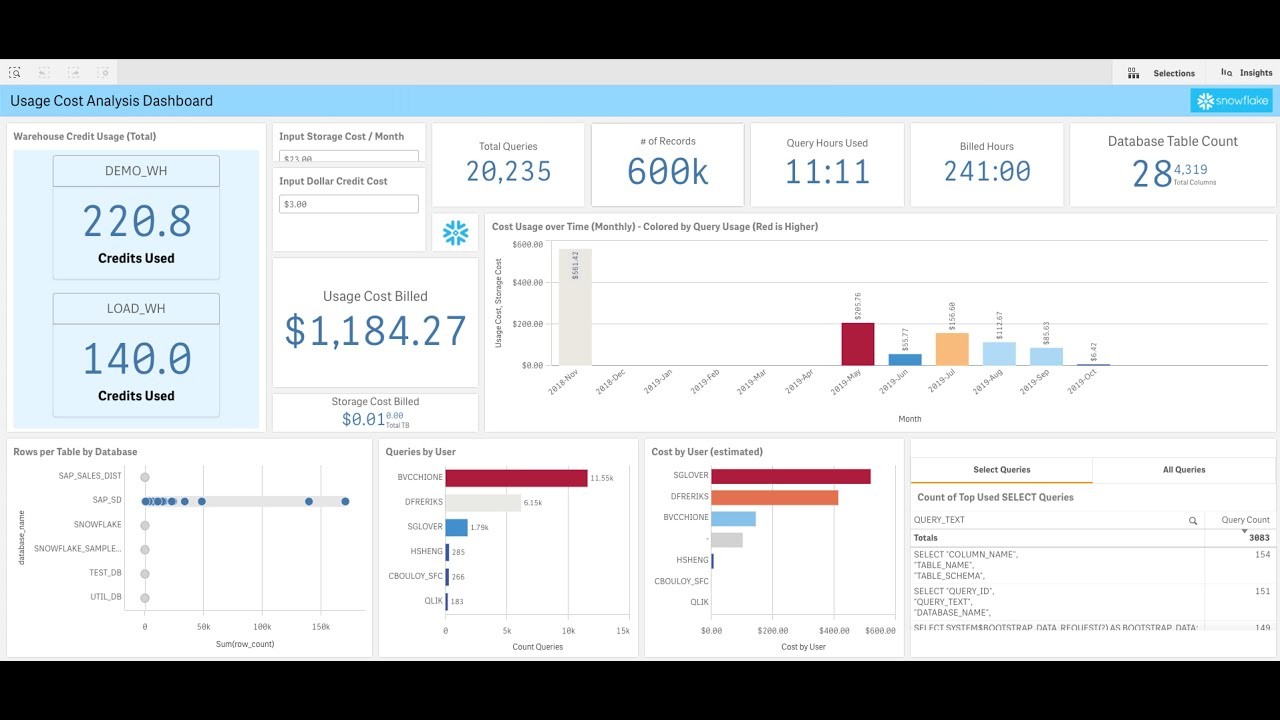 Selections
Insights
Usage Cost Analysis Dashboard
snowflake
Warehouse Credit Usage (Total)
DEMO_WH
220.8
Credits Used
LOAD_WH
140.0
Credits Used
Input Storage Cost / Month
$23.00
Input Dollar Credit Cost
$3.00
Total Queries
20,235
# of Records
600k
Query Hours Used
11:11
Billed Hours
241:00
Database Table Count
28
4,319
Total Columns
Usage Cost Billed
$1,184.27
Storage Cost Billed
$0.01
0.00
Total TB
Cost Usage over Time (Monthly) - Colored by Query Usage (Red is Higher)
Usage Cost, Storage Cost
$600.00
$400.00
$200.00
$0.00
$561.42
$205.76
$55.77
$156.60
$112.67
$85.63
$6.42
2018-Nov
2018-Dec
2019-Jan
2019-Feb
2019-Mar
2019-Apr
2019-May
2019-Jun
2019-Jul
2019-Aug
2019-Sep
2019-Oct
Month
Rows per Table by Database
database_name
SAP_SALES_DIST
SAP_SD
SNOWFLAKE
SNOWFLAKE_SAMPLE...
TEST_DB
UTIL_DB
0
50k
100k
150k
Sum(row_count)
Queries by User
BVCCHIONE
11.55k
DFRERIKS
6.15k
SGLOVER
1.79k
HSHENG
285
CBOULOY_SFC
266
QLIK
183
0
5k
10k
15k
Count Queries
Cost by User (estimated)
SGLOVER
DFRERIKS
BVCCHIONE
-
HSHENG
CBOULOY_SFC
QLIK
$0.00
$200.00
$400.00
$600.00
Cost by User
Select Queries
All Queries
Count of Top Used SELECT Queries
QUERY_TEXT
Query Count
Totals
3083
SELECT "COLUMN_NAME",
154
"TABLE_NAME",
"TABLE_SCHEMA",
SELECT "QUERY_ID",
151
"QUERY_TEXT",
"DATABASE_NAME",
SELECT SYSTEM$BOOTSTRAP_DATA_REQUEST(?) AS BOOTSTRAP_DATA;
149